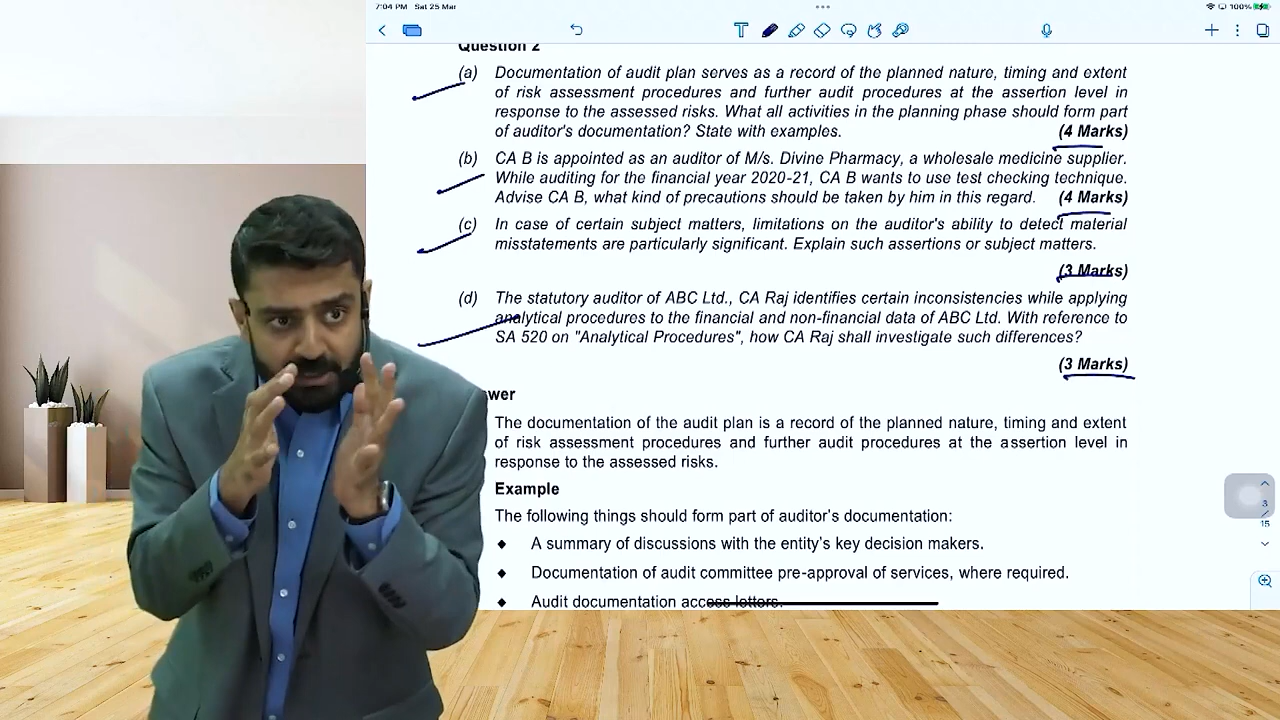 7:04 PM Sat 25 Mar
100%
Question 2
(a) Documentation of audit plan serves as a record of the planned nature, timing and extent
of risk assessment procedures and further audit procedures at the assertion level in
response to the assessed risks. What all activities in the planning phase should form part
of auditor's documentation? State with examples. (4 Marks)
(b) CA B is appointed as an auditor of M/s. Divine Pharmacy, a wholesale medicine supplier.
While auditing for the financial year 2020-21, CA B wants to use test checking technique.
Advise CA B, what kind of precautions should be taken by him in this regard. (4 Marks)
(c) In case of certain subject matters, limitations on the auditor's ability to detect material
misstatements are particularly significant. Explain such assertions or subject matters.
(3 Marks)
(d) The statutory auditor of ABC Ltd., CA Raj identifies certain inconsistencies while applying
analytical procedures to the financial and non-financial data of ABC Ltd. With reference to
SA 520 on "Analytical Procedures", how CA Raj shall investigate such differences?
(3 Marks)
wer
The documentation of the audit plan is a record of the planned nature, timing and extent
of risk assessment procedures and further audit procedures at the assertion level in
response to the assessed risks.
Example
The following things should form part of auditor's documentation:
◆ A summary of discussions with the entity's key decision makers.
◆ Documentation of audit committee pre-approval of services, where required.
◆ Audit documentation access letters.
3
15